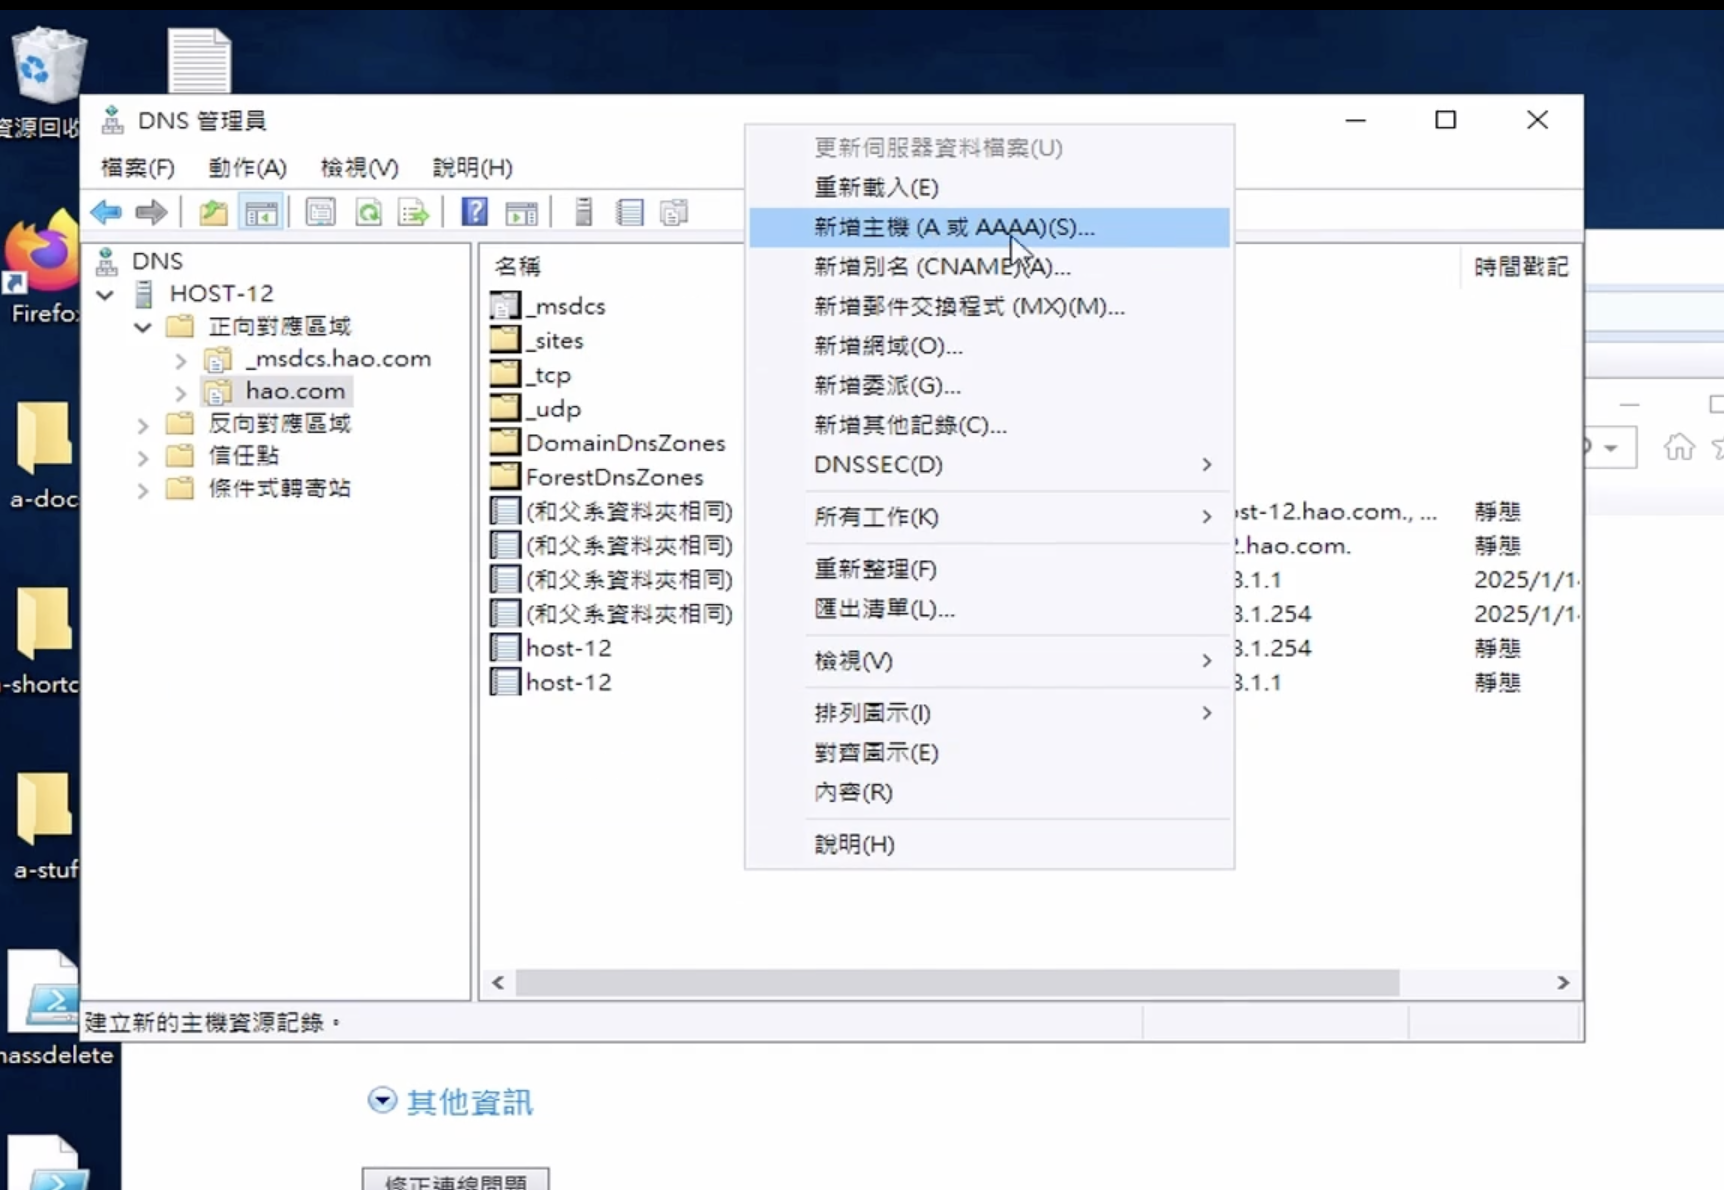 資源回收
DNS 管理員
檔案(F) 動作(A) 檢視(V) 說明(H)
更新伺服器資料檔案(U)
重新載入(E)
新增主機 (A 或 AAAA)(S)...
新增別名 (CNAME)(A)...
新增郵件交換程式 (MX)(M)...
新增網域(O)...
新增委派(G)...
新增其他記錄(C)...
DNSSEC(D)
所有工作(K)
重新整理(F)
匯出清單(L)...
檢視(V)
排列圖示(I)
對齊圖示(E)
內容(R)
說明(H)
DNS
HOST-12
正向對應區域
_msdcs.hao.com
hao.com
反向對應區域
信任點
條件式轉寄站
名稱 時間戳記
_msdcs
_sites
_tcp
_udp
DomainDnsZones
ForestDnsZones
(和父系資料夾相同) st-12.hao.com., ... 靜態
(和父系資料夾相同) .hao.com. 靜態
(和父系資料夾相同) 3.1.1 2025/1/1
(和父系資料夾相同) 3.1.254 2025/1/1
host-12 3.1.254 靜態
host-12 3.1.1 靜態
建立新的主機資源記錄。
Firefo
a-doc
-shortc
a-stuf
assdelete
其他資訊
修正連線問題